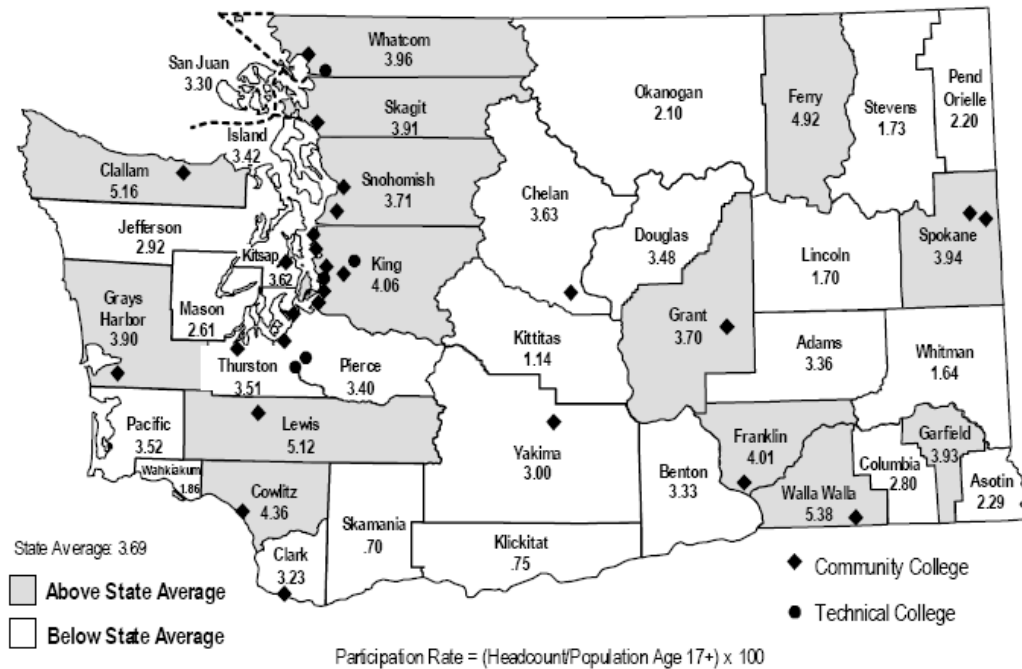 Whatcom
3.96
San Juan
3.30
Skagit
3.91
Island
3.42
Okanogan
2.10
Ferry
4.92
Stevens
1.73
Pend
Orielle
2.20
Clallam
5.16
Snohomish
3.71
Chelan
3.63
Jefferson
2.92
Kitsap
3.62
King
4.06
Douglas
3.48
Lincoln
1.70
Spokane
3.94
Grays
Harbor
3.90
Mason
2.61
Grant
3.70
Kittitas
1.14
Adams
3.36
Whitman
1.64
Thurston
3.51
Pierce
3.40
Pacific
3.52
Lewis
5.12
Yakima
3.00
Benton
3.33
Franklin
4.01
Walla Walla
5.38
Columbia
2.80
Garfield
3.93
Asotin
2.29
Wahkiakum
1.86
Cowlitz
4.36
Skamania
.70
Klickitat
.75
Clark
3.23
State Average: 3.69
Above State Average
Below State Average
Community College
Technical College
Participation Rate = (Headcount/Population Age 17+) x 100